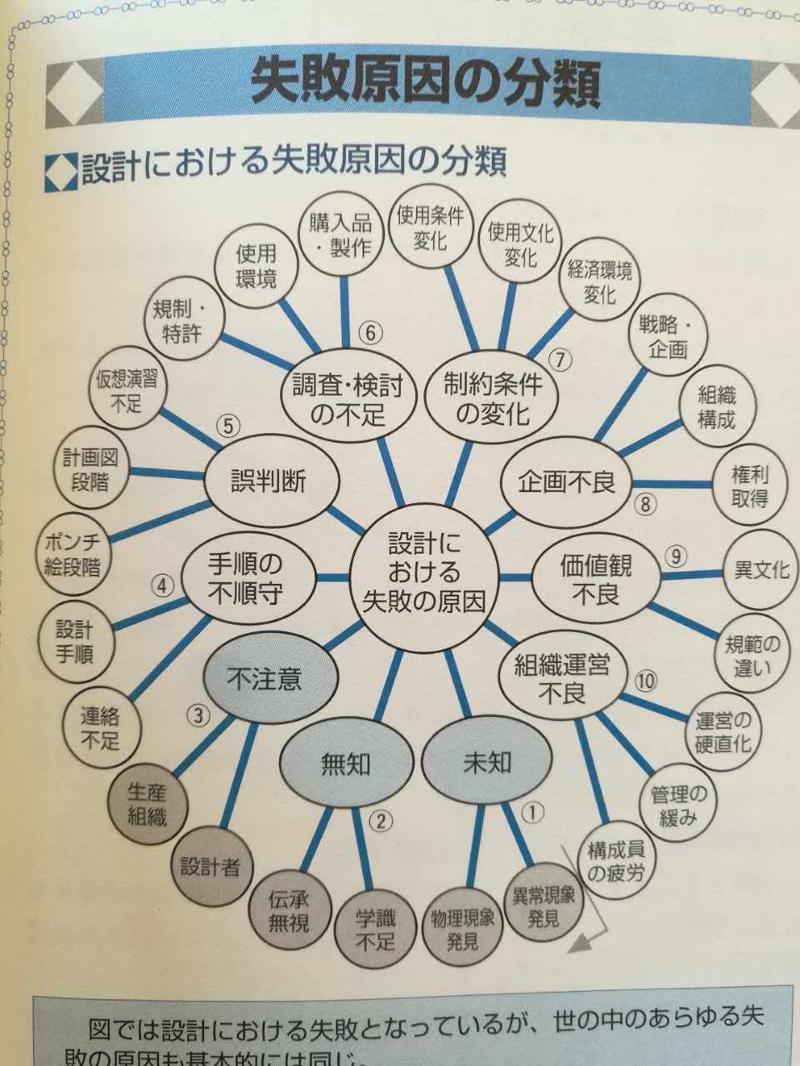 失敗原因の分類
設計における失敗原因の分類
設計に
おける
失敗の原因
①
未知
異常現象
発見
物理現象
発見
②
無知
学識
不足
伝承
無視
③
不注意
設計者
生産
組織
④
手順の
不順守
連絡
不足
設計
手順
⑤
誤判断
ポンチ
絵段階
計画図
段階
仮想演習
不足
⑥
調査・検討
の不足
規制・
特許
使用
環境
購入品
・製作
⑦
制約条件
の変化
使用条件
変化
使用文化
変化
経済環境
変化
⑧
企画不良
戦略・
企画
組織
構成
権利
取得
⑨
価値観
不良
異文化
規範の
違い
⑩
組織運営
不良
運営の
硬直化
管理の
緩み
構成員
の疲労
図では設計における失敗となっているが、世の中のあらゆる失
敗の原因も基本的には同じ。